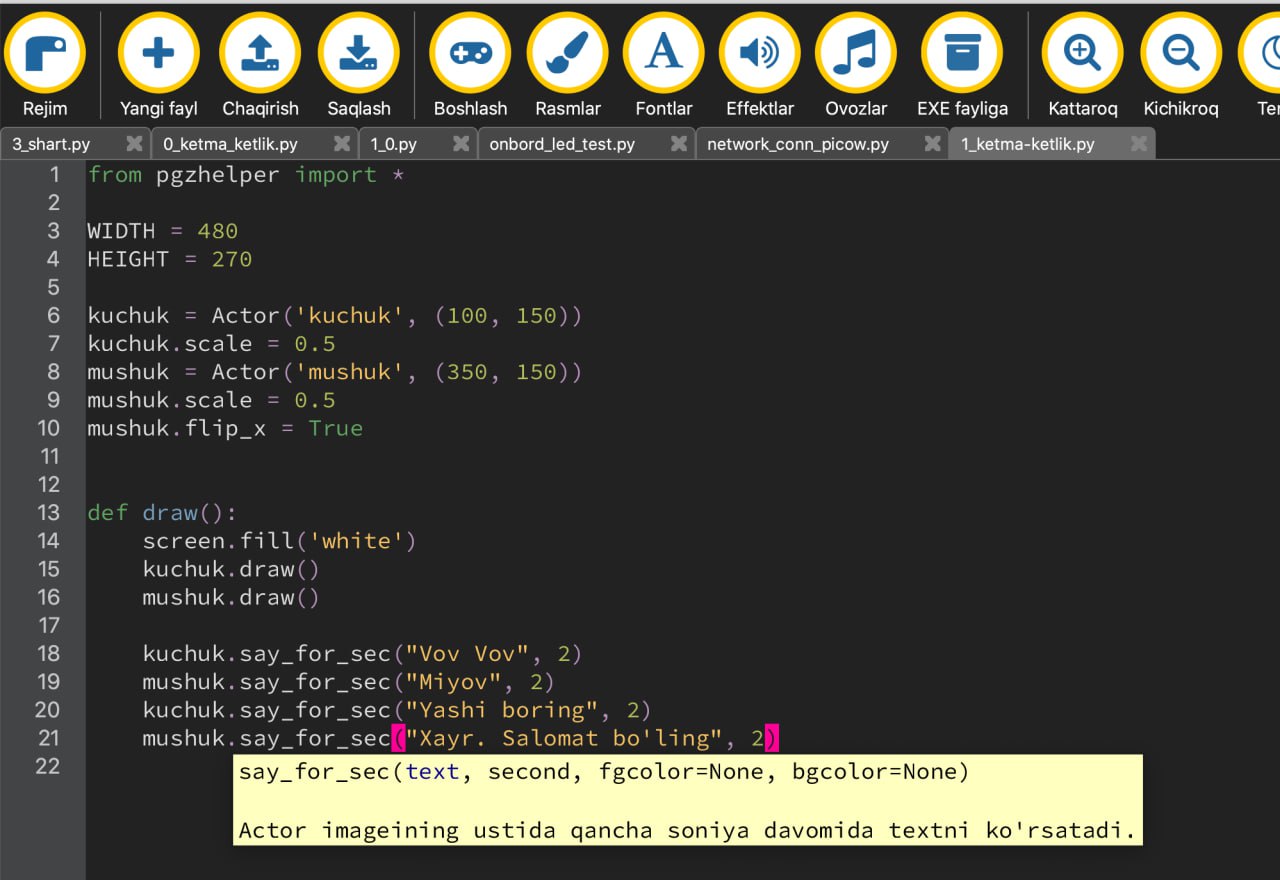 Rejim Yangi fayl Chaqirish Saqlash Boshlash Rasmlar Fontlar Effektlar Ovozlar EXE fayliga Kattaroq Kichikroq
3_shart.py 0_ketma_ketlik.py 1_0.py onbord_led_test.py network_conn_picow.py 1_ketma-ketlik.py
1 from pgzhelper import *
2
3 WIDTH = 480
4 HEIGHT = 270
5
6 kuchuk = Actor('kuchuk', (100, 150))
7 kuchuk.scale = 0.5
8 mushuk = Actor('mushuk', (350, 150))
9 mushuk.scale = 0.5
10 mushuk.flip_x = True
11
12
13 def draw():
14 screen.fill('white')
15 kuchuk.draw()
16 mushuk.draw()
17
18 kuchuk.say_for_sec("Vov Vov", 2)
19 mushuk.say_for_sec("Miyov", 2)
20 kuchuk.say_for_sec("Yashi boring", 2)
21 mushuk.say_for_sec("Xayr. Salomat bo'ling", 2)
22
say_for_sec(text, second, fgcolor=None, bgcolor=None)
Actor imageining ustida qancha soniya davomida textni ko'rsatadi.